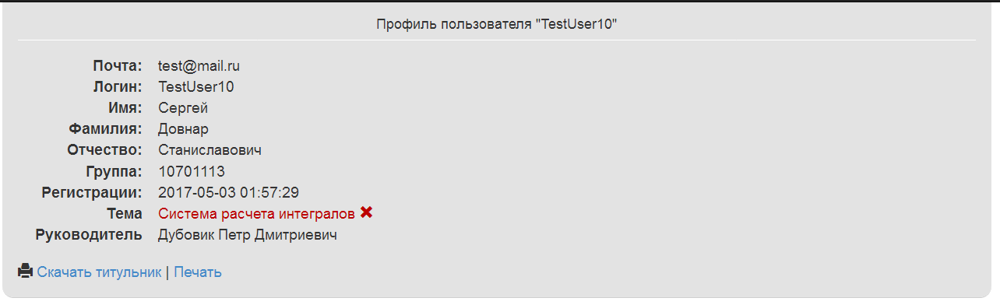 Профиль пользователя "TestUser10"
Почта: test@mail.ru
Логин: TestUser10
Имя: Сергей
Фамилия: Довнар
Отчество: Станиславович
Группа: 10701113
Регистрации: 2017-05-03 01:57:29
Тема Система расчета интегралов
Руководитель Дубовик Петр Дмитриевич
Скачать титульник | Печать